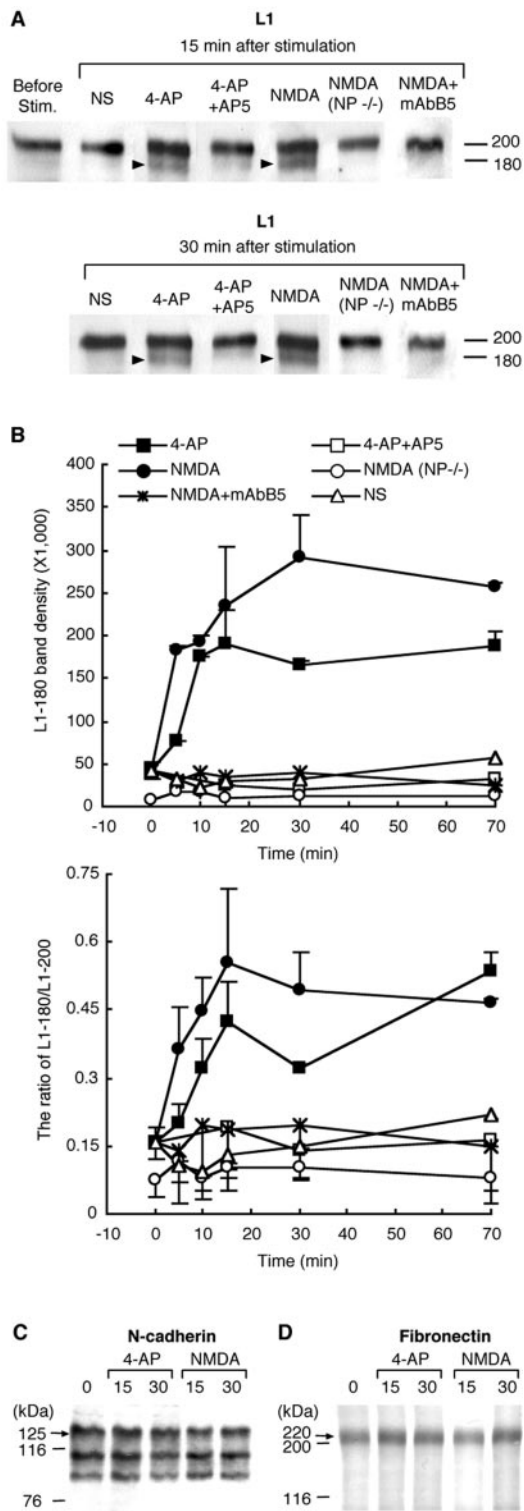 A
L1
15 min after stimulation
Before Stim.
NS
4-AP
4-AP +AP5
NMDA
NMDA (NP -/-)
NMDA+ mAbB5
200
180
L1
30 min after stimulation
NS
4-AP
4-AP +AP5
NMDA
NMDA (NP -/-)
NMDA+ mAbB5
200
180
B
4-AP
4-AP+AP5
NMDA
NMDA (NP-/-)
NMDA+mAbB5
NS
L1-180 band density (X1,000)
400
350
300
250
200
150
100
50
0
-10 0 10 20 30 40 50 60 70
Time (min)
The ratio of L1-180/L1-200
0.75
0.6
0.45
0.3
0.15
0
-10 0 10 20 30 40 50 60 70
Time (min)
C
N-cadherin
4-AP NMDA
0 15 30 15 30
(kDa)
125
116
76
D
Fibronectin
4-AP NMDA
0 15 30 15 30
(kDa)
220
200
116